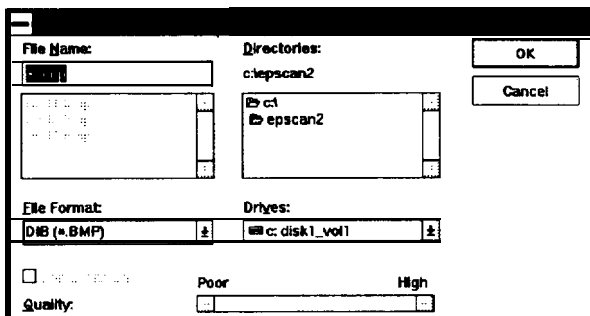 File Name:
Directories:
OK
c:\epscan2
Cancel
c:\
epscan2
File Format:
Drives:
DIB (*.BMP)
c: disk1_vol1
Poor
High
Quality: